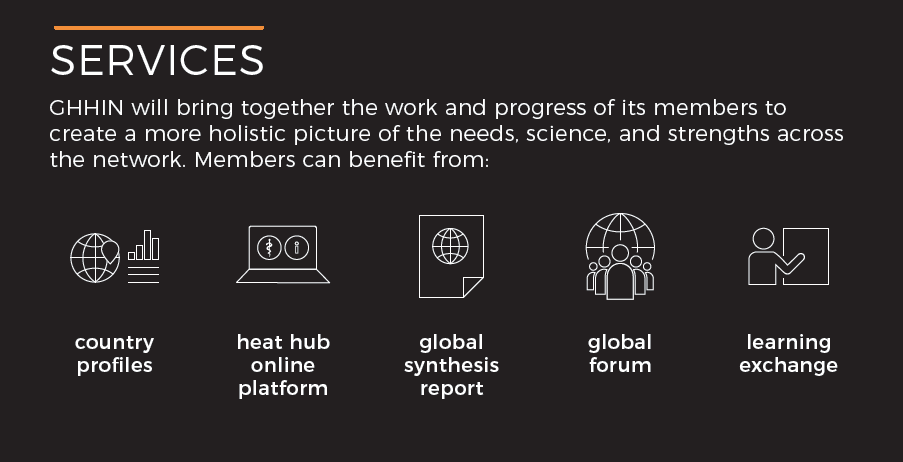 SERVICES
GHHIN will bring together the work and progress of its members to
create a more holistic picture of the needs, science, and strengths across
the network. Members can benefit from:
country
profiles
heat hub
online
platform
global
synthesis
report
global
forum
learning
exchange